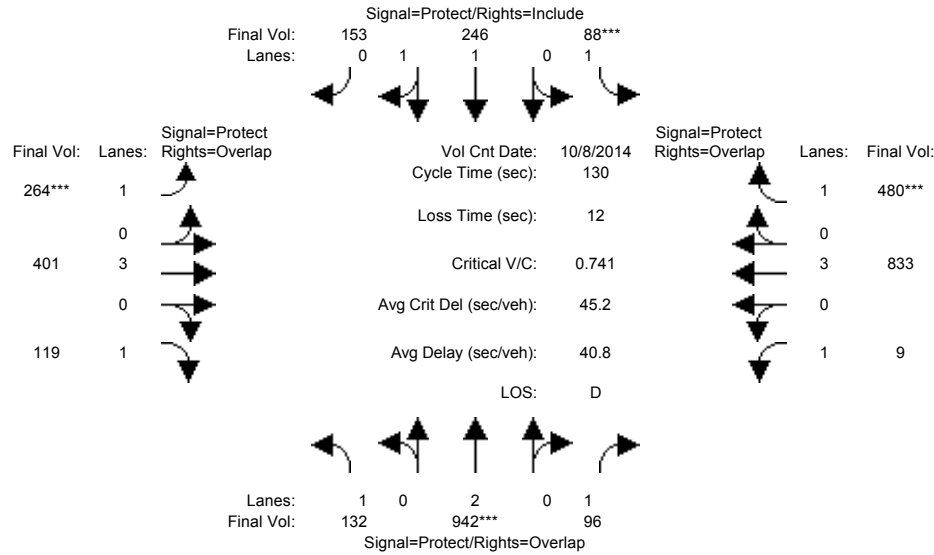 Signal=Protect/Rights=Include
Final Vol: 153 246 88***
Lanes: 0 1 1 0 1
Signal=Protect Signal=Protect
Final Vol: Lanes: Rights=Overlap Vol Cnt Date: 10/8/2014 Rights=Overlap Lanes: Final Vol:
Cycle Time (sec): 130
264*** 1 1 480***
Loss Time (sec): 12
0 0
401 3 Critical V/C: 0.741 3 833
0 Avg Crit Del (sec/veh): 45.2 0
119 1 Avg Delay (sec/veh): 40.8 1 9
LOS: D
Lanes: 1 0 2 0 1
Final Vol: 132 942*** 96
Signal=Protect/Rights=Overlap